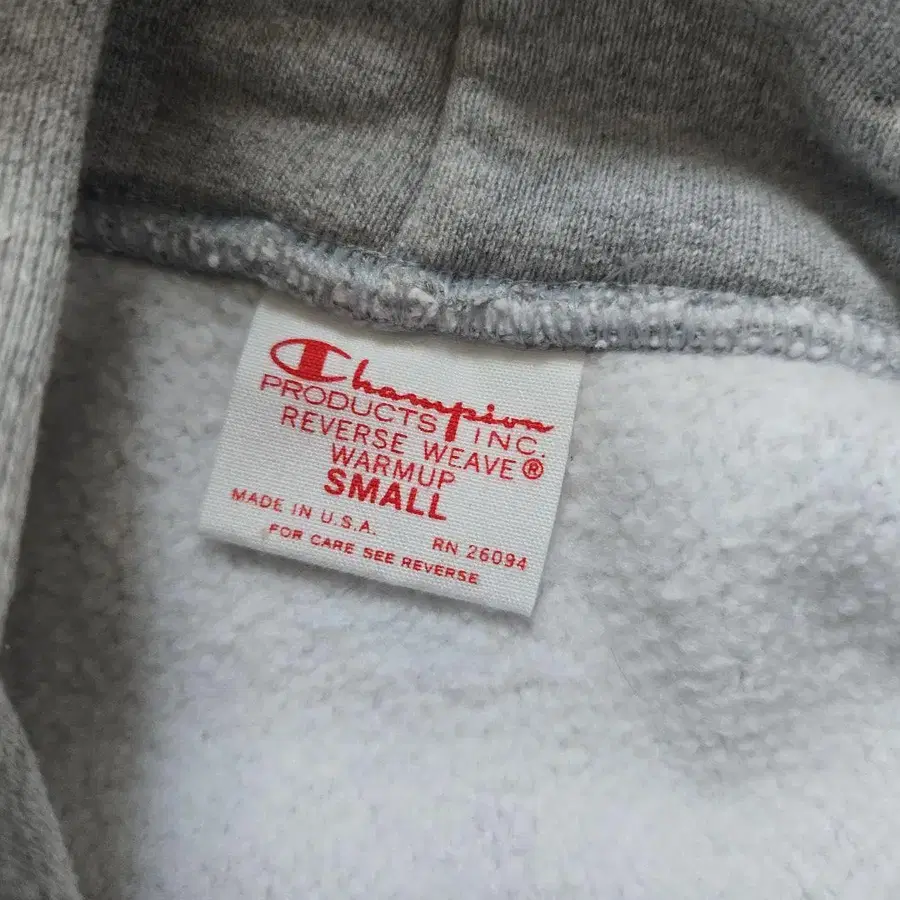 Champion
PRODUCTS INC.
REVERSE WEAVE®
WARMUP
SMALL
MADE IN U.S.A.
RN 26094
FOR CARE SEE REVERSE